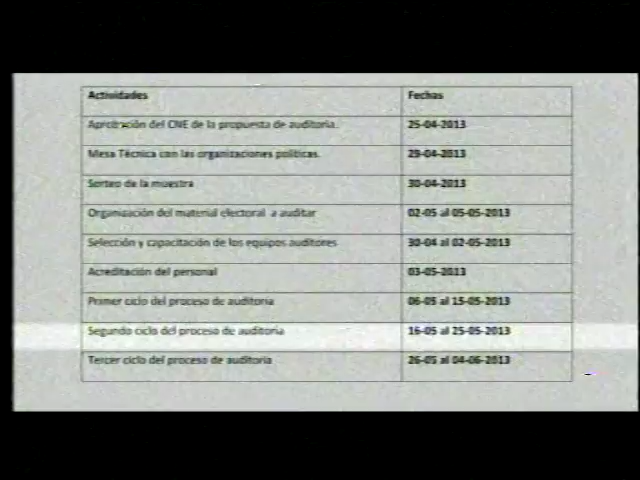 Actividades Fechas
Aprobación del CNE de la propuesta de auditoria. 25-04-2013
Mesa Técnica con las organizaciones políticas. 29-04-2013
Sorteo de la muestra 30-04-2013
Organización del material electoral a auditar 02-05 al 05-05-2013
Selección y capacitación de los equipos auditores 30-04 al 02-05-2013
Acreditación del personal 03-05-2013
Primer ciclo del proceso de auditoria 06-05 al 15-05-2013
Segundo ciclo del proceso de auditoria 16-05 al 25-05-2013
Tercer ciclo del proceso de auditoria 26-05 al 04-06-2013